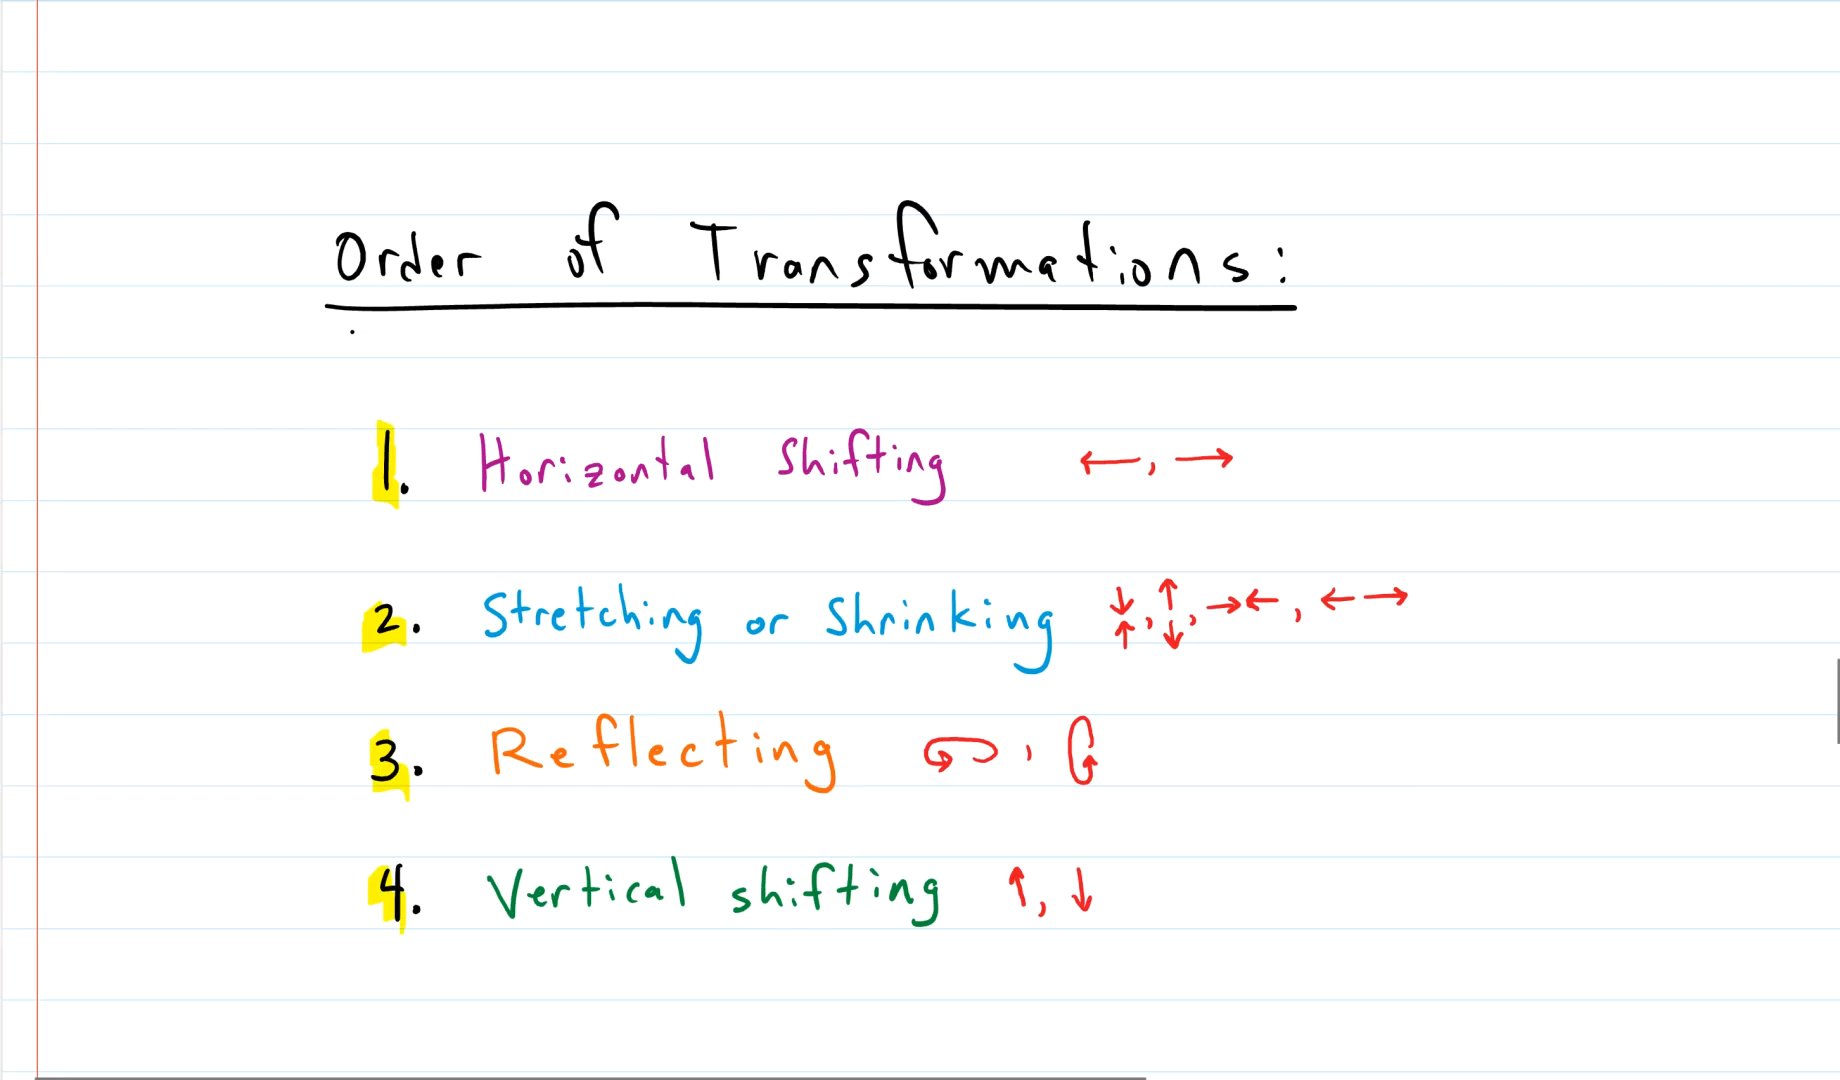 Order of Transformations:
1. Horizontal Shifting ←, →
2. Stretching or Shrinking ↓↑, ↑↓, →←, ←→
3. Reflecting
4. Vertical shifting ↑, ↓